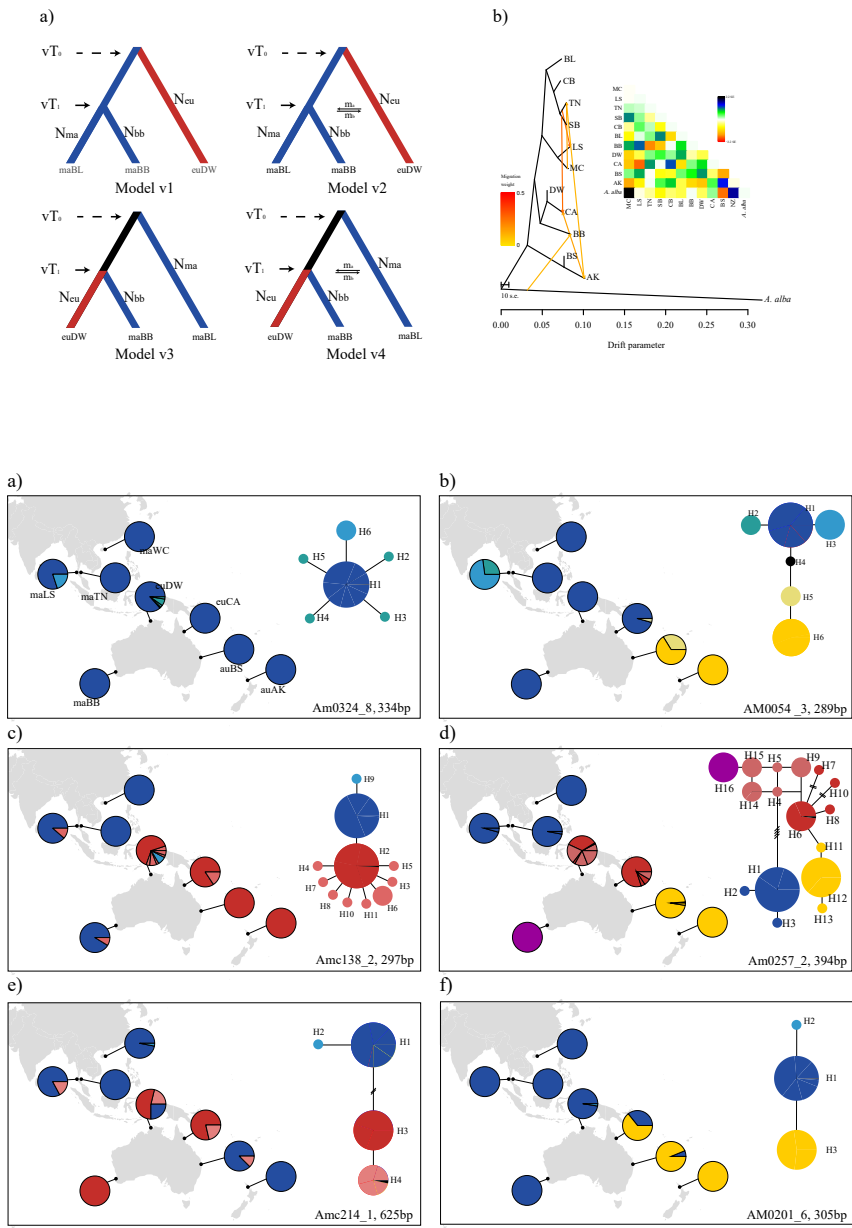 a)
vT₀
vT₁
Nma
Nbb
Neu
maBL
maBB
euDW
Model v1
vT₀
vT₁
Nma
Nbb
mₐ
m_b
Neu
maBL
maBB
euDW
Model v2
vT₀
vT₁
Neu
Nbb
Nma
euDW
maBB
maBL
Model v3
vT₀
vT₁
Neu
Nbb
mₐ
m_b
Nma
euDW
maBB
maBL
Model v4
b)
BL
CB
TN
SB
LS
MC
DW
CA
BB
BS
AK
A. alba
Migration
weight
0.5
0
10 s.e.
0.00
0.05
0.10
0.15
0.20
0.25
0.30
Drift parameter
MC
LS
TN
SB
CB
BL
BB
DW
CA
BS
AK
A. alba
MC
LS
TN
SB
CB
BL
BB
DW
CA
BS
NZ
A. alba
a)
maWC
maLS
maTN
euDW
euCA
auBS
auAK
maBB
H6
H5
H2
H1
H4
H3
Am0324_8, 334bp
b)
H2
H1
H3
H4
H5
H6
AM0054 _3, 289bp
c)
H9
H1
H2
H4
H5
H7
H3
H8
H6
H10
H11
Amc138_2, 297bp
d)
H15
H5
H9
H7
H16
H10
H14
H4
H8
H6
H11
H1
H2
H12
H3
H13
Am0257_2, 394bp
e)
H2
H1
H3
H4
Amc214_1, 625bp
f)
H2
H1
H3
AM0201_6, 305bp